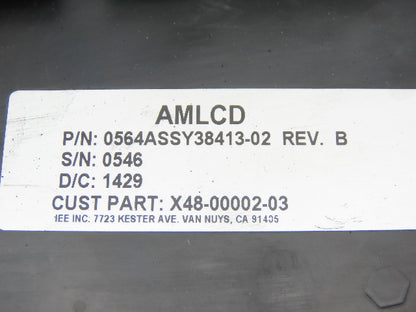 AMLCD
P/N: 0564ASSY38413-02 REV. B
S/N: 0546
D/C: 1429
CUST PART: X48-00002-03
IEE INC. 7723 KESTER AVE. VAN NUYS, CA 91405